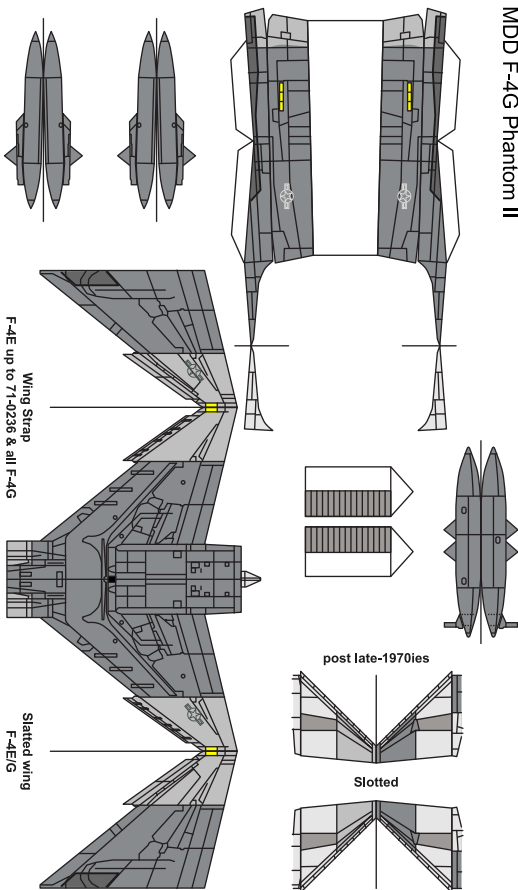 MDD F-4G Phantom II
Wing Strap
F-4E up to 71-0236 & all F-4G
post late-1970ies
Slotted
Slatted wing
F-4E/G